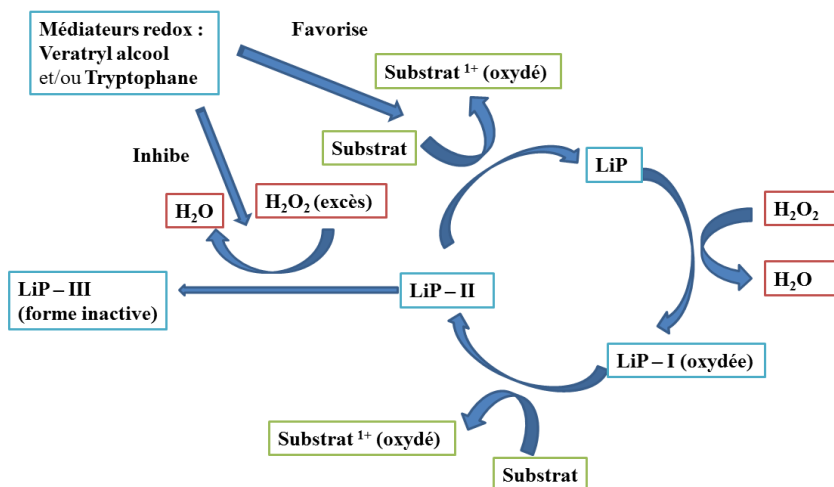 Médiateurs redox :
Veratryl alcool
et/ou Tryptophane
Favorise
Substrat ¹⁺ (oxydé)
Substrat
LiP
Inhibe
H₂O
H₂O₂ (excès)
H₂O₂
H₂O
LiP – III
(forme inactive)
LiP – II
LiP – I (oxydée)
Substrat ¹⁺ (oxydé)
Substrat